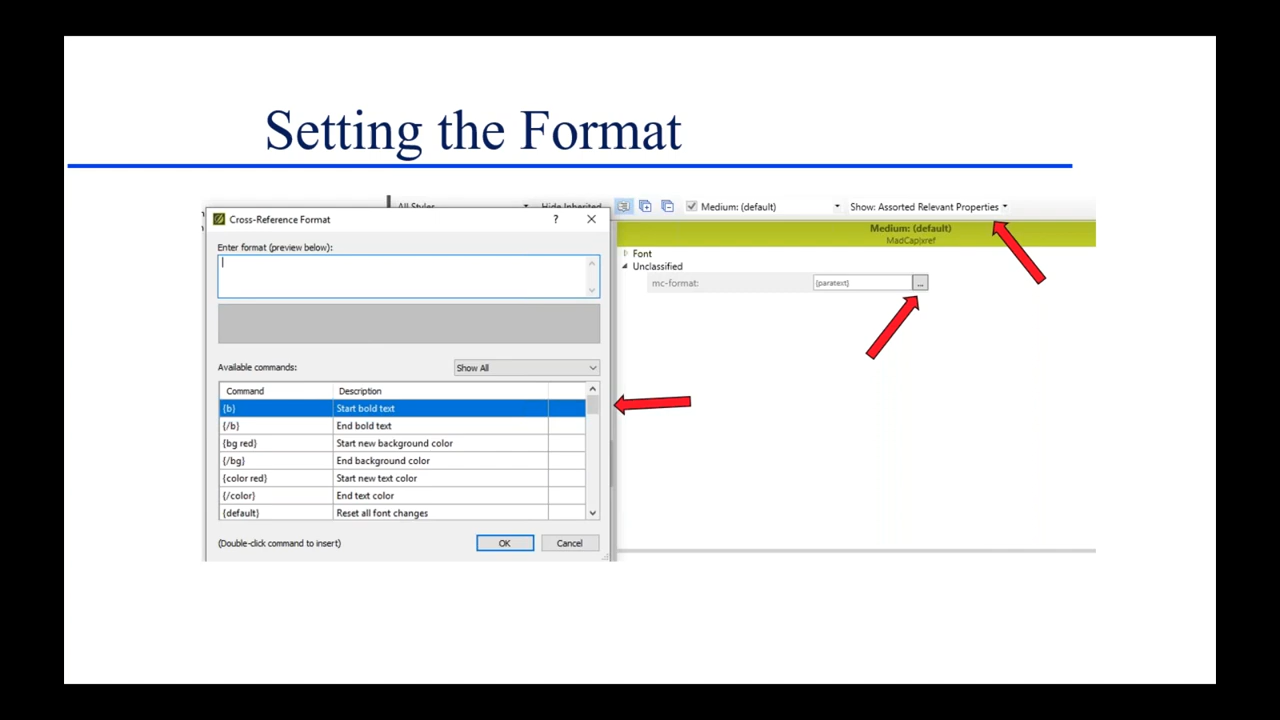 Setting the Format
All Styles
Hide Inherited
Medium: (default)
Show: Assorted Relevant Properties
Cross-Reference Format
?
Medium: (default)
MadCap|xref
Enter format (preview below):
Font
Unclassified
mc-format:
{paratext}
...
Available commands:
Show All
Command Description
{b} Start bold text
{/b} End bold text
{bg red} Start new background color
{/bg} End background color
{color red} Start new text color
{/color} End text color
{default} Reset all font changes
(Double-click command to insert)
OK
Cancel